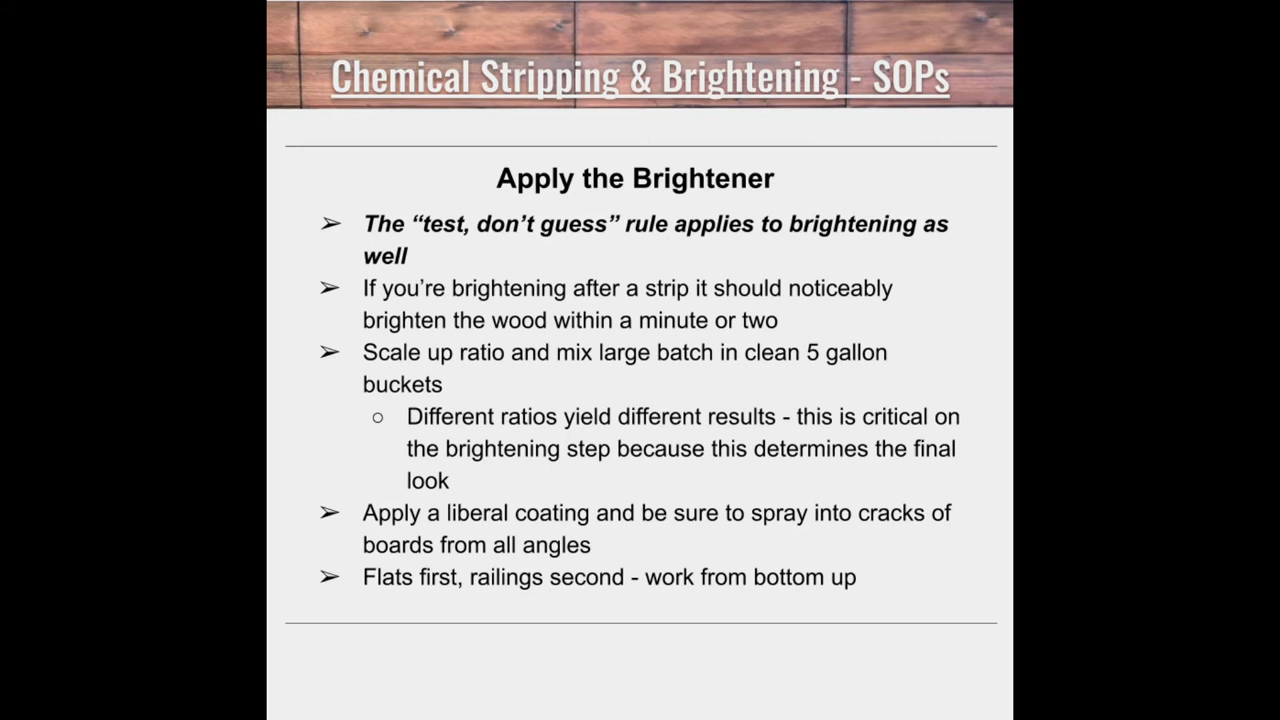 Chemical Stripping & Brightening - SOPs
Apply the Brightener
➢ The “test, don’t guess” rule applies to brightening as
well
➢ If you’re brightening after a strip it should noticeably
brighten the wood within a minute or two
➢ Scale up ratio and mix large batch in clean 5 gallon
buckets
○ Different ratios yield different results - this is critical on
the brightening step because this determines the final
look
➢ Apply a liberal coating and be sure to spray into cracks of
boards from all angles
➢ Flats first, railings second - work from bottom up